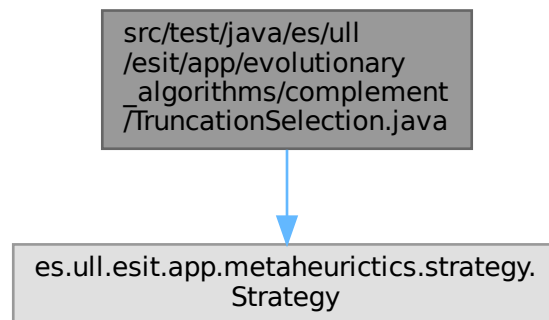 src/test/java/es/ull
/esit/app/evolutionary
_algorithms/complement
/TruncationSelection.java
es.ull.esit.app.metaheurictics.strategy.
Strategy